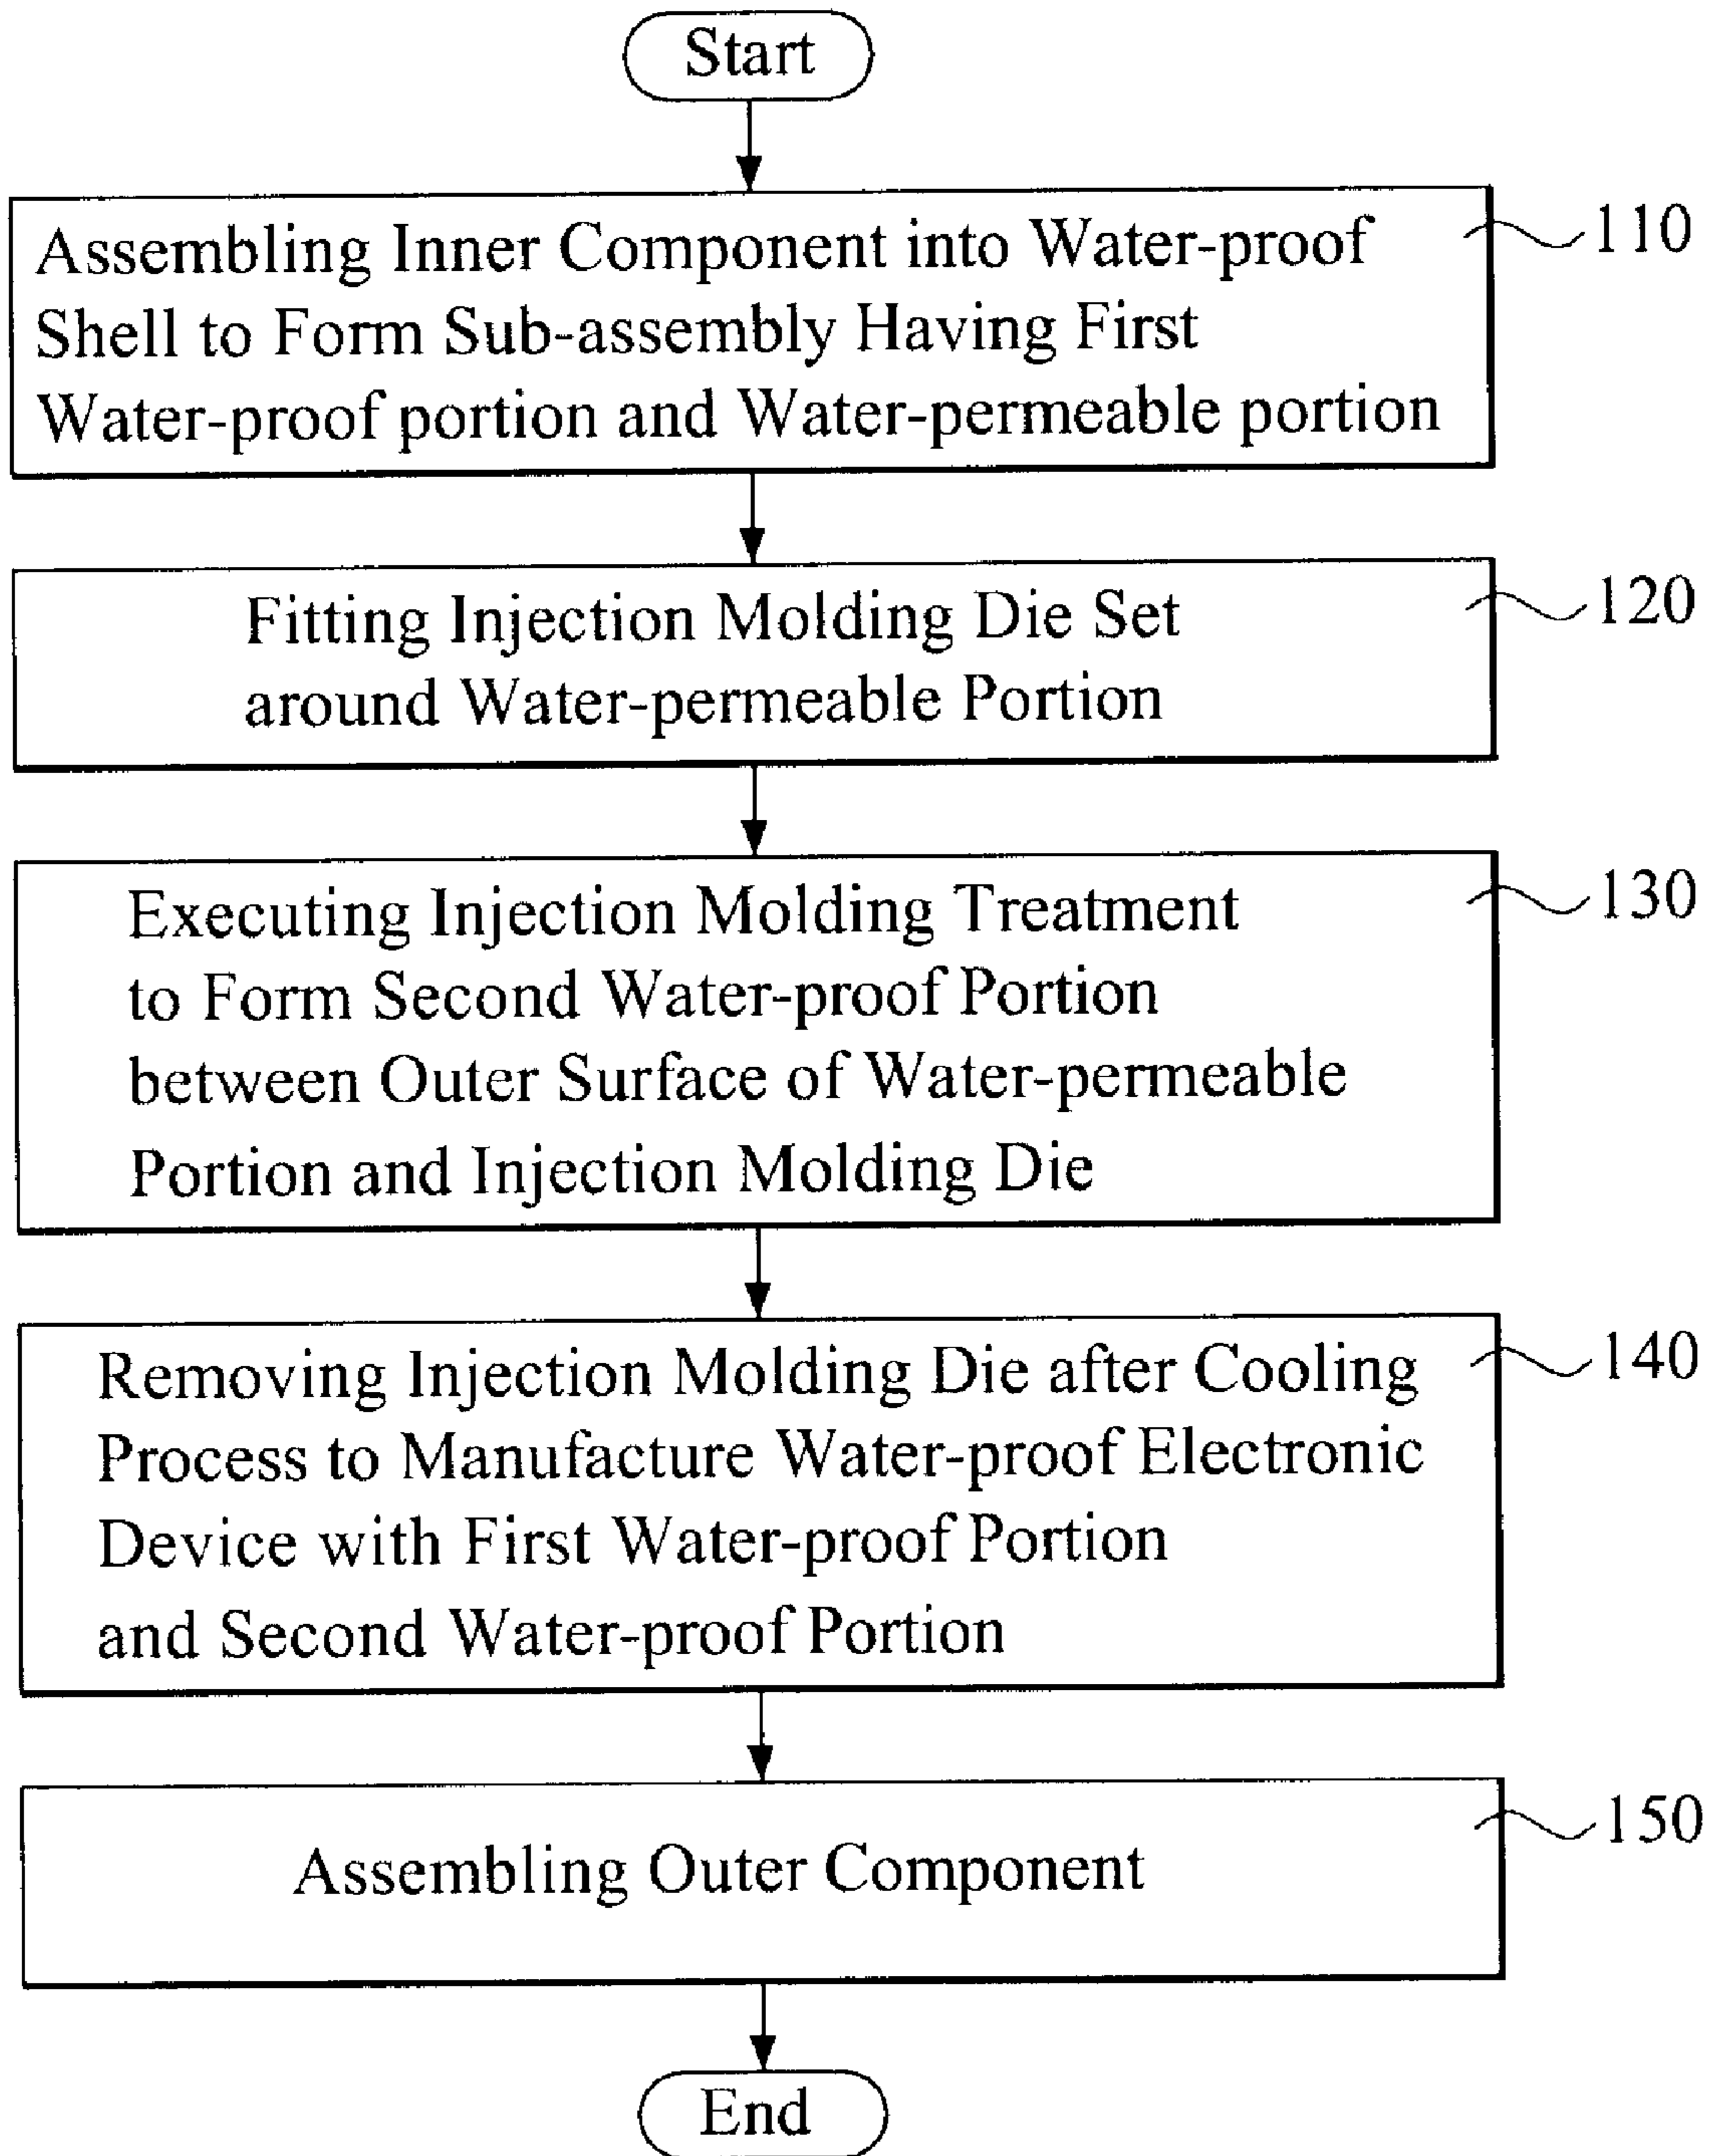 Start
Assembling Inner Component into Water-proof
Shell to Form Sub-assembly Having First
Water-proof portion and Water-permeable portion
110
Fitting Injection Molding Die Set
around Water-permeable Portion
120
Executing Injection Molding Treatment
to Form Second Water-proof Portion
between Outer Surface of Water-permeable
Portion and Injection Molding Die
130
Removing Injection Molding Die after Cooling
Process to Manufacture Water-proof Electronic
Device with First Water-proof Portion
and Second Water-proof Portion
140
Assembling Outer Component
150
End